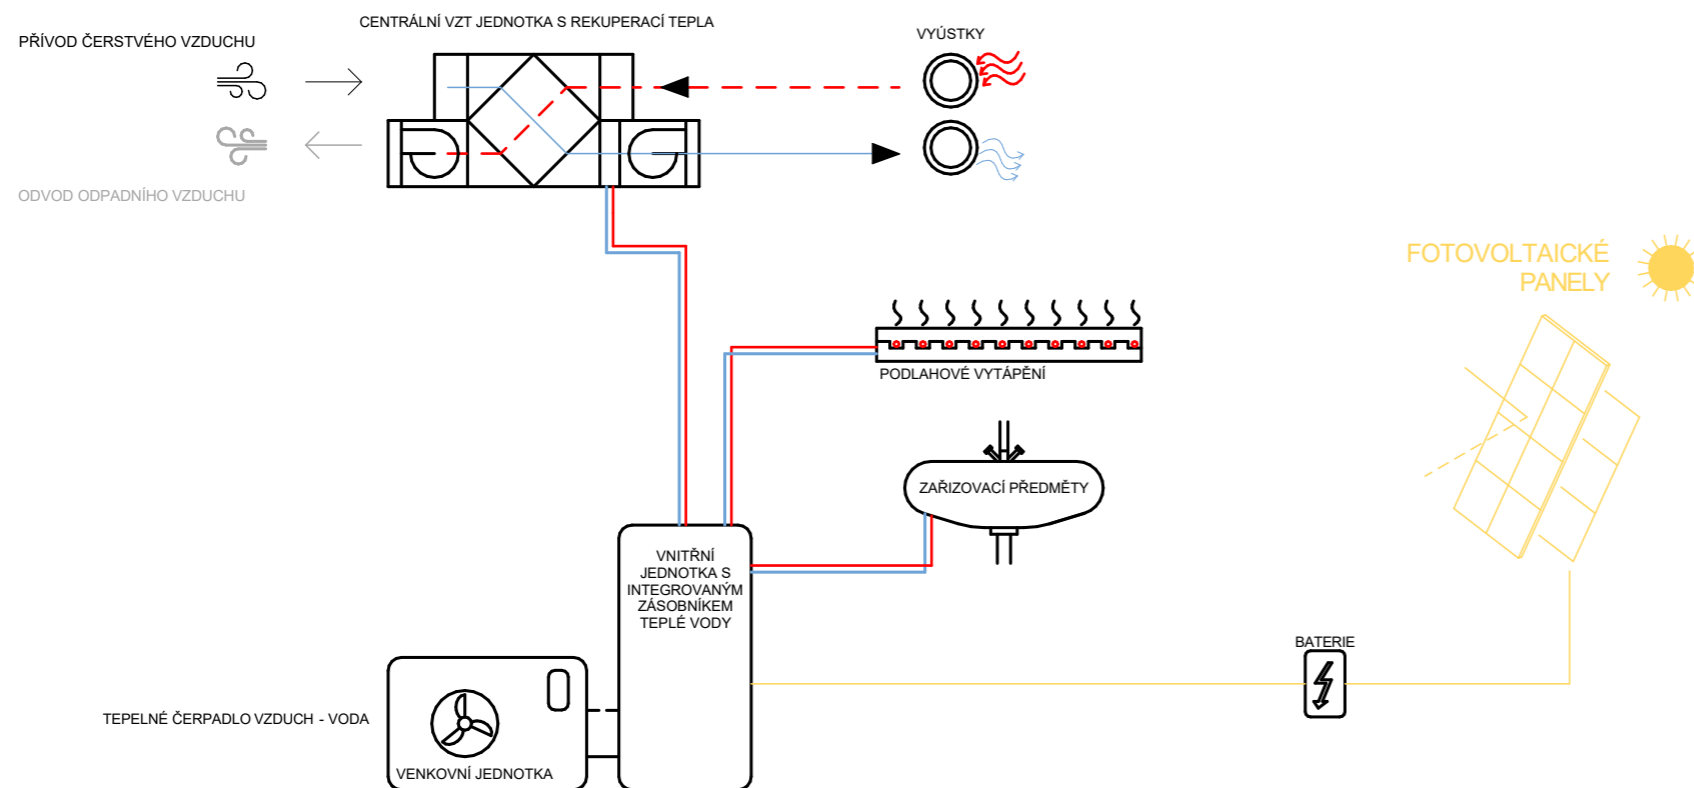 CENTRÁLNÍ VZT JEDNOTKA S REKUPERACÍ TEPLA
PŘÍVOD ČERSTVÉHO VZDUCHU
VYÚSTKY
ODVOD ODPADNÍHO VZDUCHU
FOTOVOLTAICKÉ
PANELY
PODLAHOVÉ VYTÁPĚNÍ
ZAŘIZOVACÍ PŘEDMĚTY
VNITŘNÍ
JEDNOTKA S
INTEGROVANÝM
ZÁSOBNÍKEM
TEPLÉ VODY
BATERIE
TEPELNÉ ČERPADLO VZDUCH - VODA
VENKOVNÍ JEDNOTKA